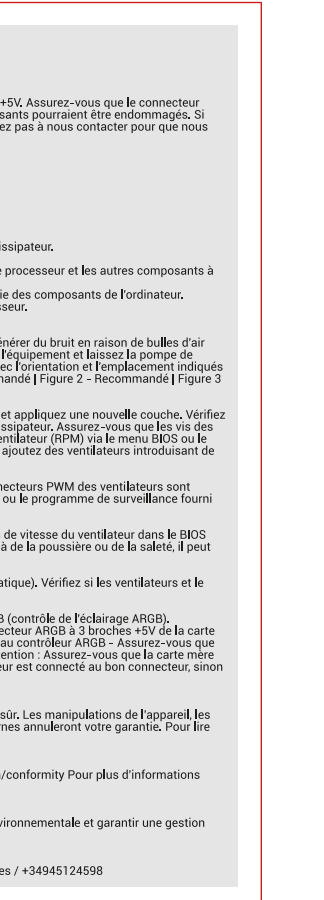 +5V. Assurez-vous que le connecteur
sants pourraient être endommagés. Si
ez pas à nous contacter pour que nous
issipateur.
e processeur et les autres composants à
ie des composants de l'ordinateur.
sseur.
énérer du bruit en raison de bulles d'air
l'équipement et laissez la pompe de
ec l'orientation et l'emplacement indiqués
mandé | Figure 2 - Recommandé | Figure 3
et appliquez une nouvelle couche. Vérifiez
ssipateur. Assurez-vous que les vis des
entilateur (RPM) via le menu BIOS ou le
ajoutez des ventilateurs introduisant de
necteurs PWM des ventilateurs sont
ou le programme de surveillance fourni
de vitesse du ventilateur dans le BIOS
à de la poussière ou de la saleté, il peut
atique). Vérifiez si les ventilateurs et le
B (contrôle de l'éclairage ARGB).
ecteur ARGB à 3 broches +5V de la carte
au contrôleur ARGB - Assurez-vous que
ention : Assurez-vous que la carte mère
eur est connecté au bon connecteur, sinon
sûr. Les manipulations de l'appareil, les
rnes annuleront votre garantie. Pour lire
/conformity Pour plus d'informations
vironnementale et garantir une gestion
es / +34945124598